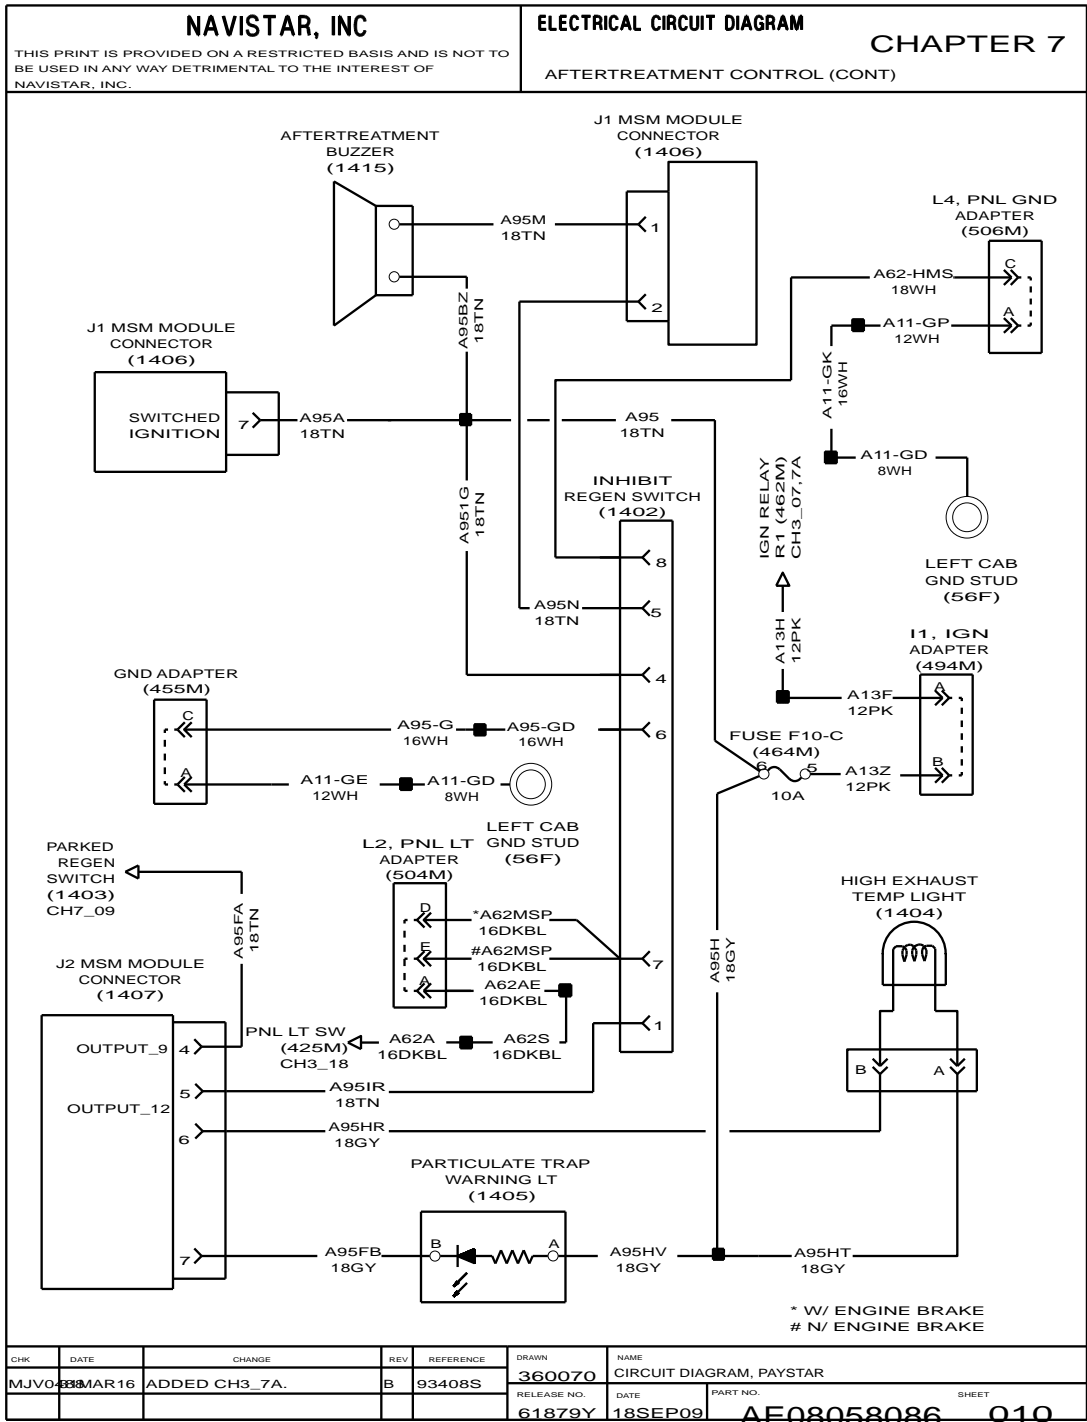 NAVISTAR, INC
THIS PRINT IS PROVIDED ON A RESTRICTED BASIS AND IS NOT TO
BE USED IN ANY WAY DETRIMENTAL TO THE INTEREST OF
NAVISTAR, INC.
ELECTRICAL CIRCUIT DIAGRAM
CHAPTER 7
AFTERTREATMENT CONTROL (CONT)
AFTERTREATMENT
BUZZER
(1415)
J1 MSM MODULE
CONNECTOR
(1406)
A95M
18TN
1
2
L4, PNL GND
ADAPTER
(506M)
C
A
A62-HMS
18WH
A11-GP
12WH
A11-GK
16WH
A11-GD
8WH
LEFT CAB
GND STUD
(56F)
A95BZ
18TN
J1 MSM MODULE
CONNECTOR
(1406)
SWITCHED
IGNITION
7
A95A
18TN
A95
18TN
A951G
18TN
INHIBIT
REGEN SWITCH
(1402)
8
5
4
6
7
1
A95N
18TN
IGN RELAY
R1 (462M)
CH3_07,7A
A13H
12PK
I1, IGN
ADAPTER
(494M)
A
B
A13F
12PK
A13Z
12PK
FUSE F10-C
(464M)
6
5
10A
GND ADAPTER
(455M)
C
A
A95-G
16WH
A95-GD
16WH
A11-GE
12WH
A11-GD
8WH
LEFT CAB
GND STUD
(56F)
L2, PNL LT
ADAPTER
(504M)
D
E
A
*A62MSP
16DKBL
#A62MSP
16DKBL
A62AE
16DKBL
PNL LT SW
(425M)
CH3_18
A62A
16DKBL
A62S
16DKBL
PARKED
REGEN
SWITCH
(1403)
CH7_09
A95FA
18TN
J2 MSM MODULE
CONNECTOR
(1407)
OUTPUT_9
4
5
OUTPUT_12
6
7
A95IR
18TN
A95HR
18GY
A95H
18GY
HIGH EXHAUST
TEMP LIGHT
(1404)
B
A
PARTICULATE TRAP
WARNING LT
(1405)
B
A
A95FB
18GY
A95HV
18GY
A95HT
18GY
* W/ ENGINE BRAKE
# N/ ENGINE BRAKE
CHK DATE CHANGE REV REFERENCE
ADDED CH3_7A. B 93408S
DRAWN
360070
NAME
CIRCUIT DIAGRAM, PAYSTAR
RELEASE NO.
61879Y
DATE
18SEP09
PART NO.
AF08058086
SHEET
010